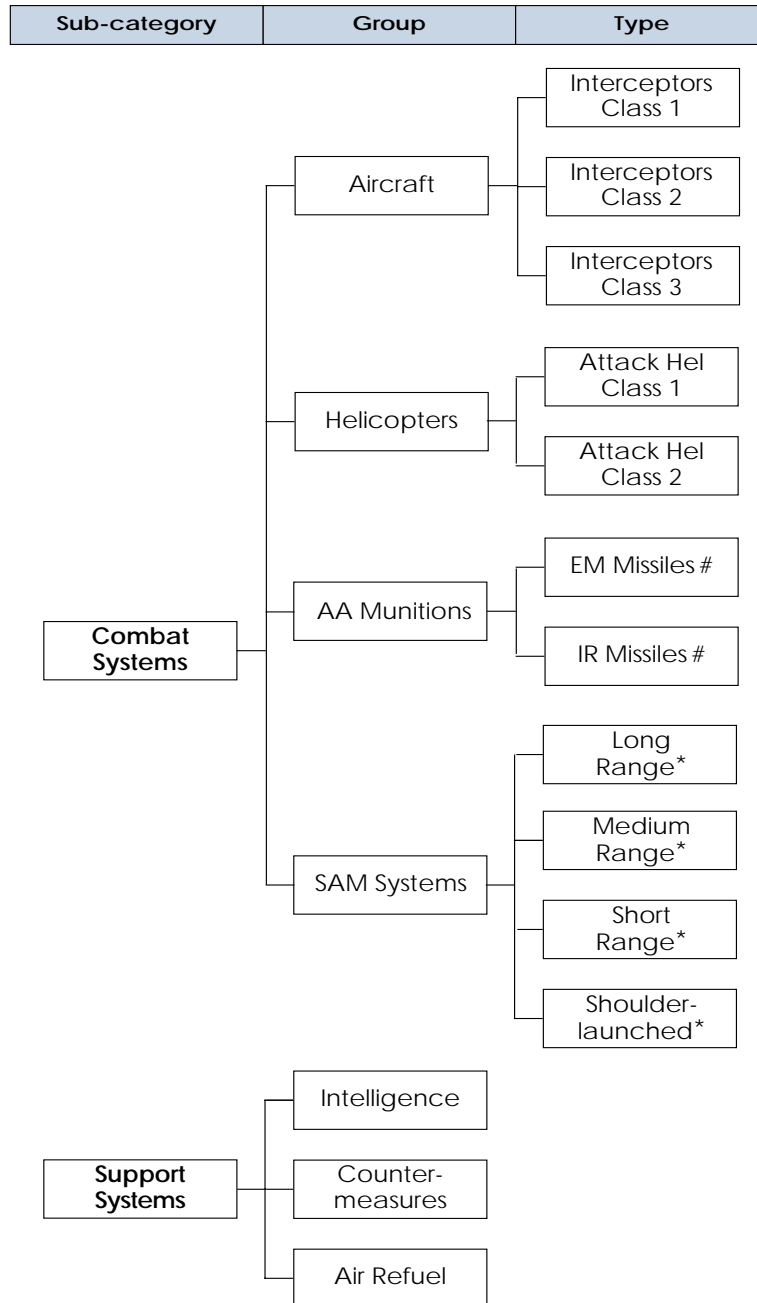 Sub-category Group Type
Interceptors
Class 1
Aircraft
Interceptors
Class 2
Interceptors
Class 3
Attack Hel
Class 1
Helicopters
Attack Hel
Class 2
EM Missiles #
AA Munitions
Combat
Systems
IR Missiles #
Long
Range*
Medium
Range*
SAM Systems
Short
Range*
Shoulder-
launched*
Intelligence
Support
Systems
Counter-
measures
Air Refuel